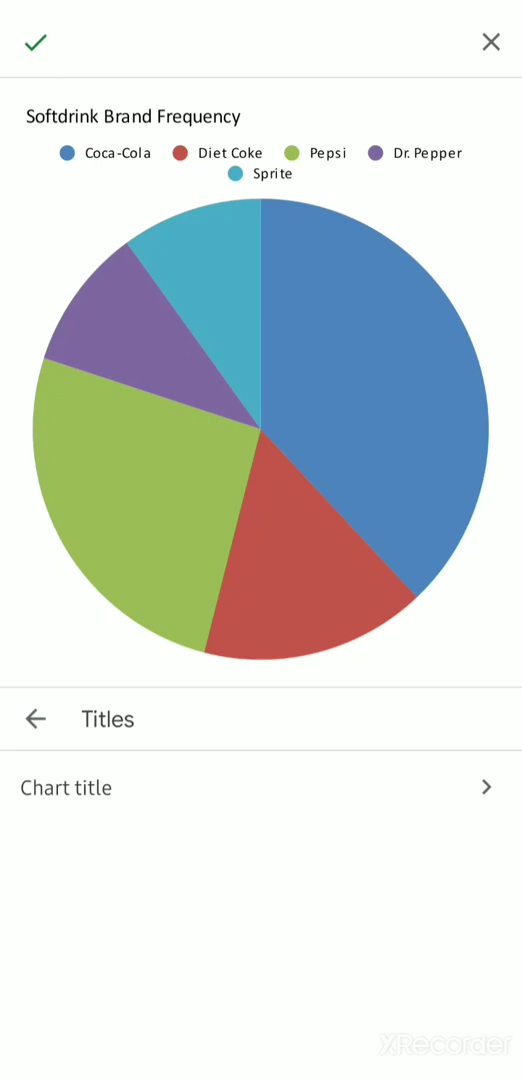 Softdrink Brand Frequency
Coca-Cola Diet Coke Pepsi Dr. Pepper
Sprite
Titles
Chart title
XRecorder